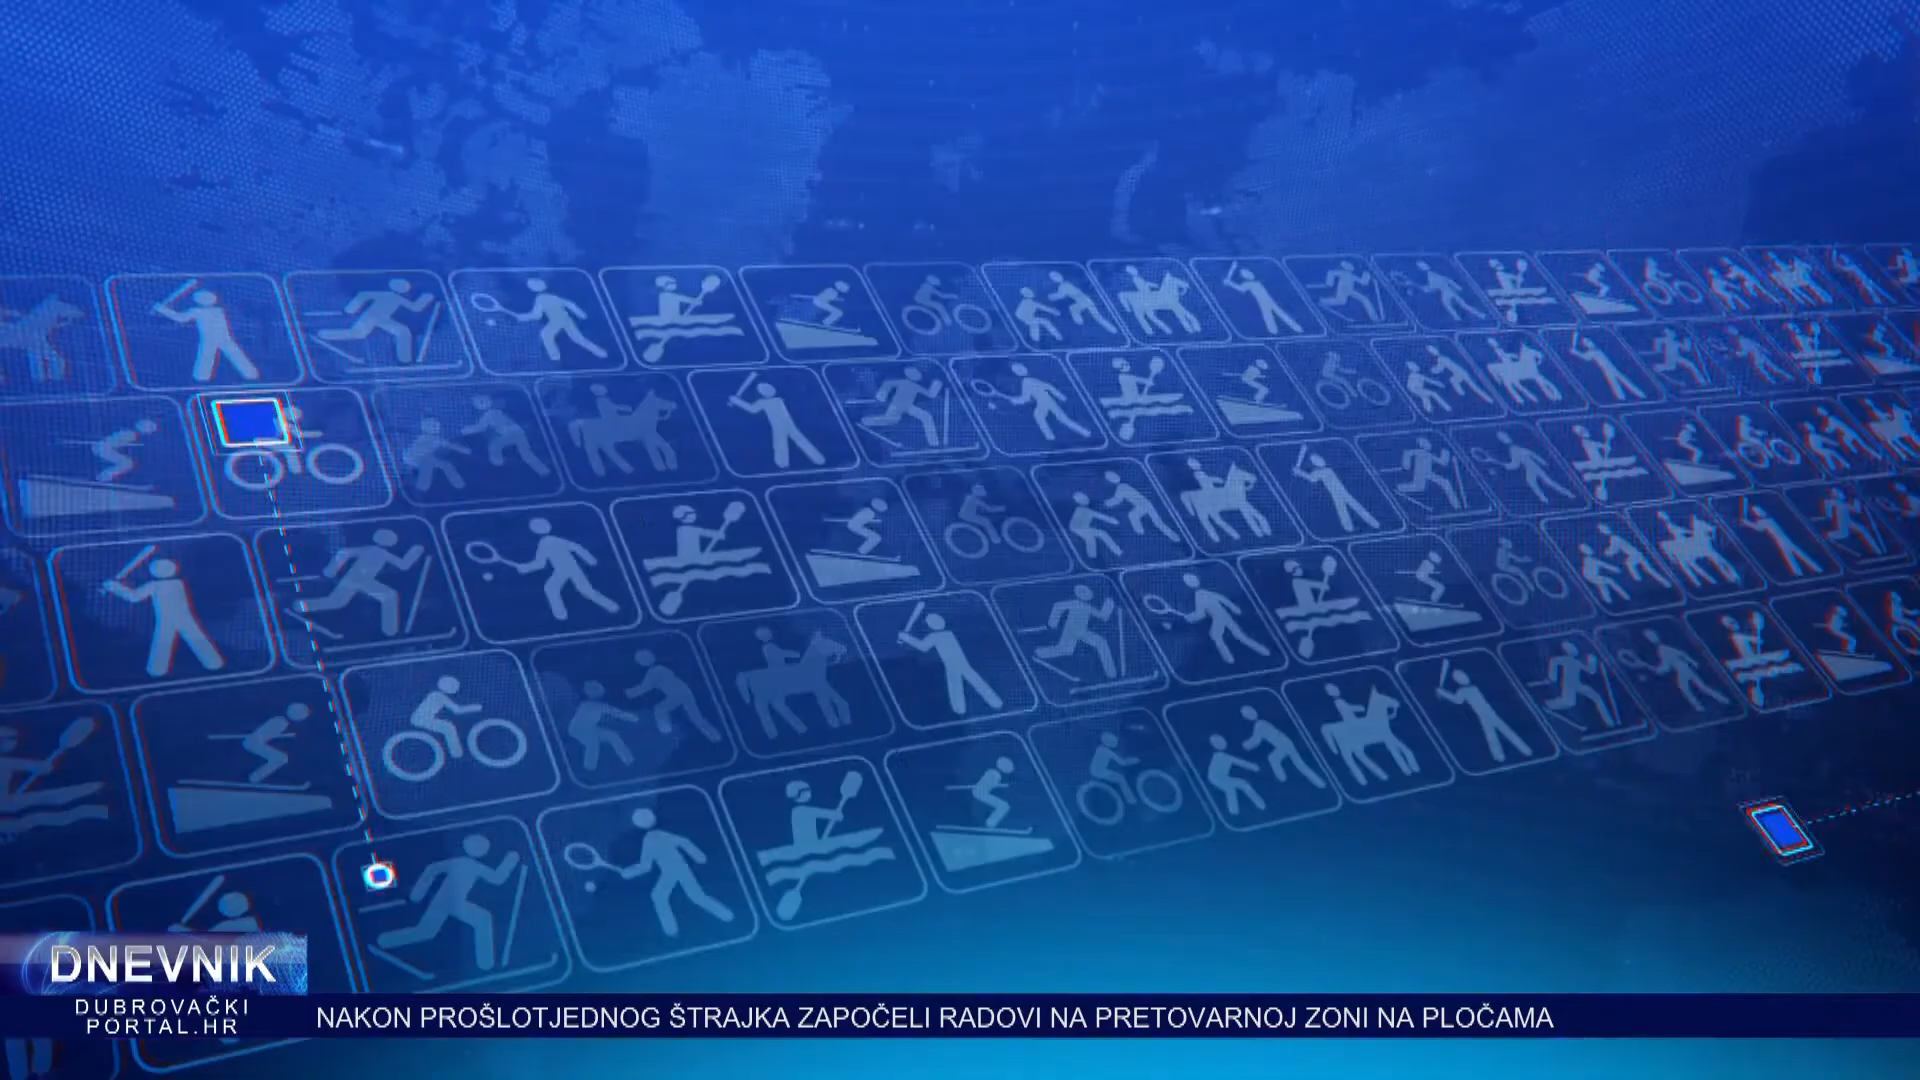 DNEVNIK
DUBROVAČKI
PORTAL.HR
NAKON PROŠLOTJEDNOG ŠTRAJKA ZAPOČELI RADOVI NA PRETOVARNOJ ZONI NA PLOČAMA